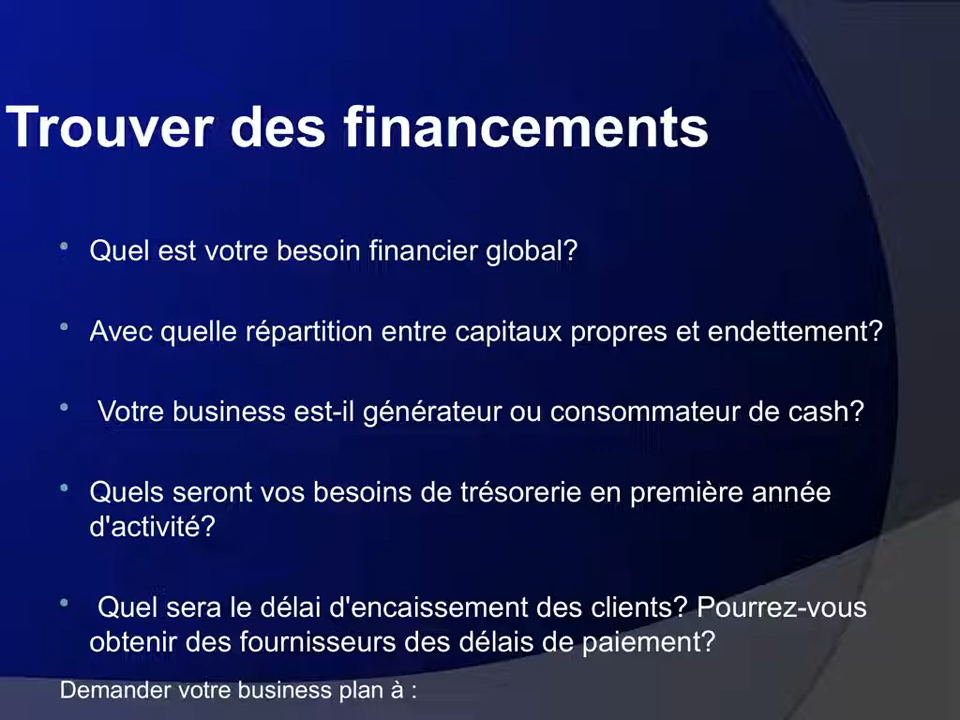 Trouver des financements
• Quel est votre besoin financier global?
• Avec quelle répartition entre capitaux propres et endettement?
• Votre business est-il générateur ou consommateur de cash?
• Quels seront vos besoins de trésorerie en première année
d'activité?
• Quel sera le délai d'encaissement des clients? Pourrez-vous
obtenir des fournisseurs des délais de paiement?
Demander votre business plan à :